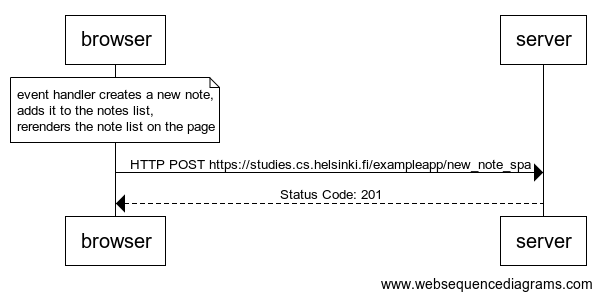 browser
server
event handler creates a new note,
adds it to the notes list,
rerenders the note list on the page
HTTP POST https://studies.cs.helsinki.fi/exampleapp/new_note_spa
Status Code: 201
browser
server
www.websequencediagrams.com